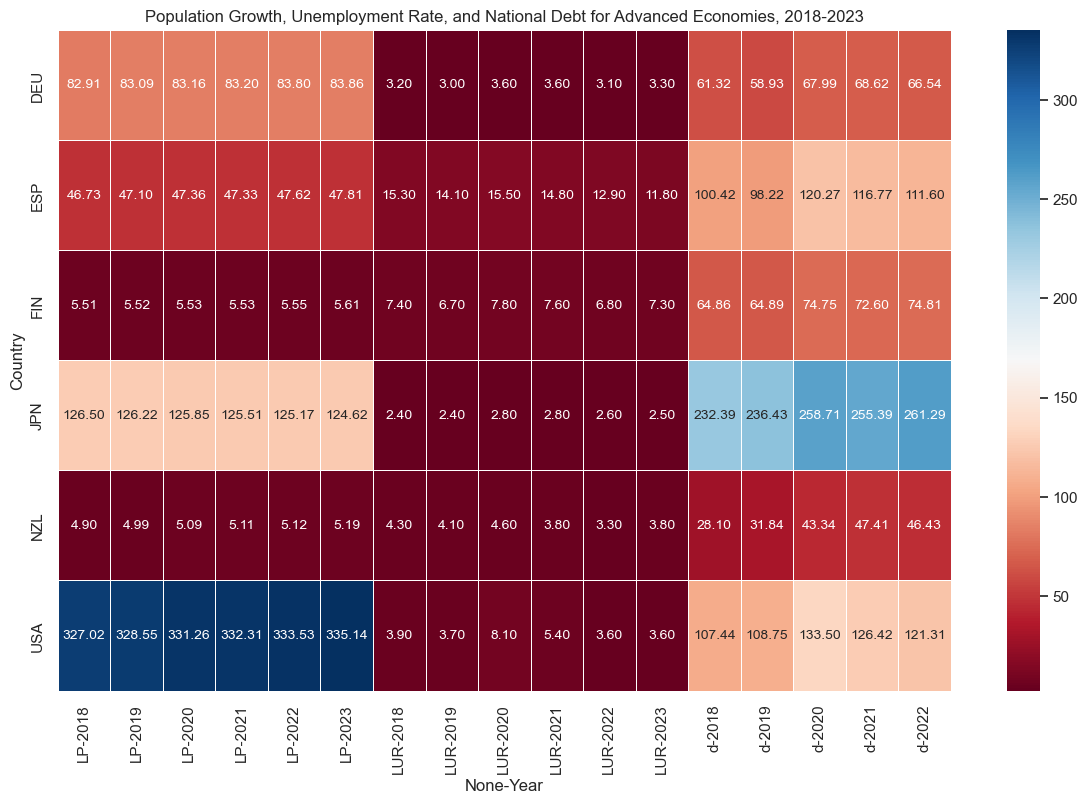 Population Growth, Unemployment Rate, and National Debt for Advanced Economies, 2018-2023
DEU 82.91 83.09 83.16 83.20 83.80 83.86 3.20 3.00 3.60 3.60 3.10 3.30 61.32 58.93 67.99 68.62 66.54
ESP 46.73 47.10 47.36 47.33 47.62 47.81 15.30 14.10 15.50 14.80 12.90 11.80 100.42 98.22 120.27 116.77 111.60
FIN 5.51 5.52 5.53 5.53 5.55 5.61 7.40 6.70 7.80 7.60 6.80 7.30 64.86 64.89 74.75 72.60 74.81
JPN 126.50 126.22 125.85 125.51 125.17 124.62 2.40 2.40 2.80 2.80 2.60 2.50 232.39 236.43 258.71 255.39 261.29
NZL 4.90 4.99 5.09 5.11 5.12 5.19 4.30 4.10 4.60 3.80 3.30 3.80 28.10 31.84 43.34 47.41 46.43
USA 327.02 328.55 331.26 332.31 333.53 335.14 3.90 3.70 8.10 5.40 3.60 3.60 107.44 108.75 133.50 126.42 121.31
Country
LP-2018 LP-2019 LP-2020 LP-2021 LP-2022 LP-2023 LUR-2018 LUR-2019 LUR-2020 LUR-2021 LUR-2022 LUR-2023 d-2018 d-2019 d-2020 d-2021 d-2022
None-Year
300
250
200
150
100
50